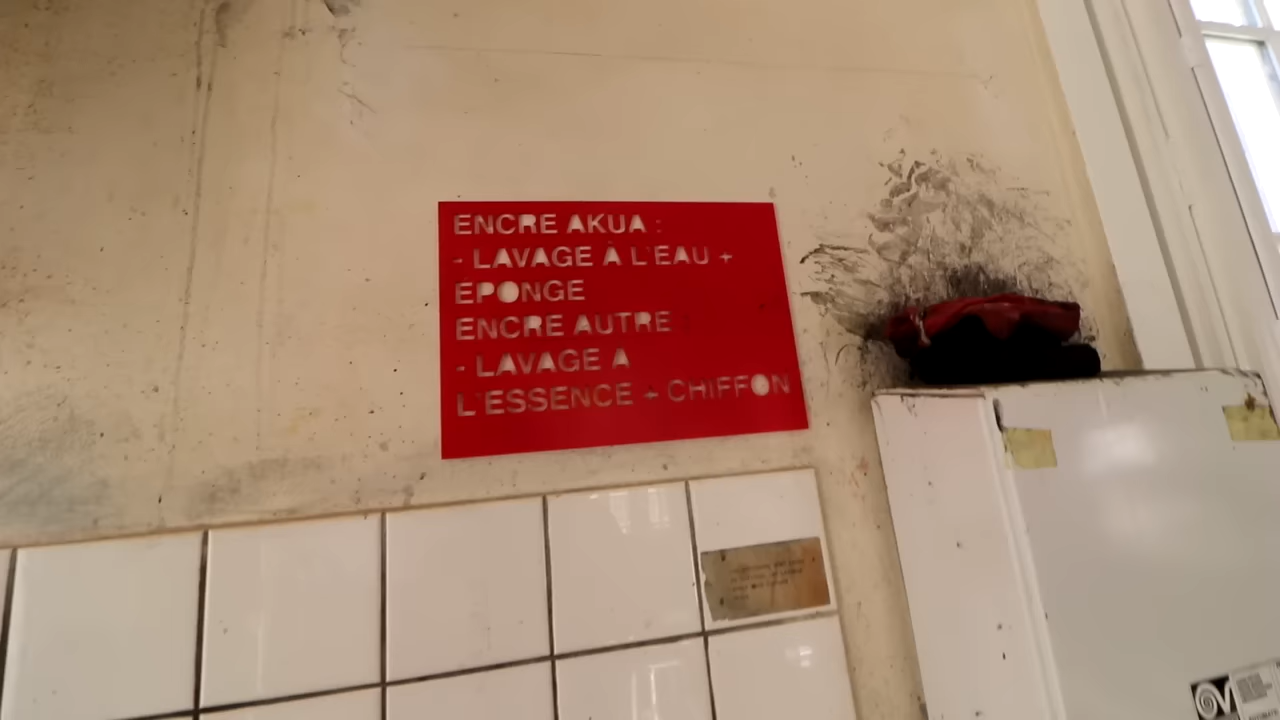 ENCRE AKUA :
- LAVAGE À L'EAU +
ÉPONGE
ENCRE AUTRE :
- LAVAGE A
L'ESSENCE + CHIFFON